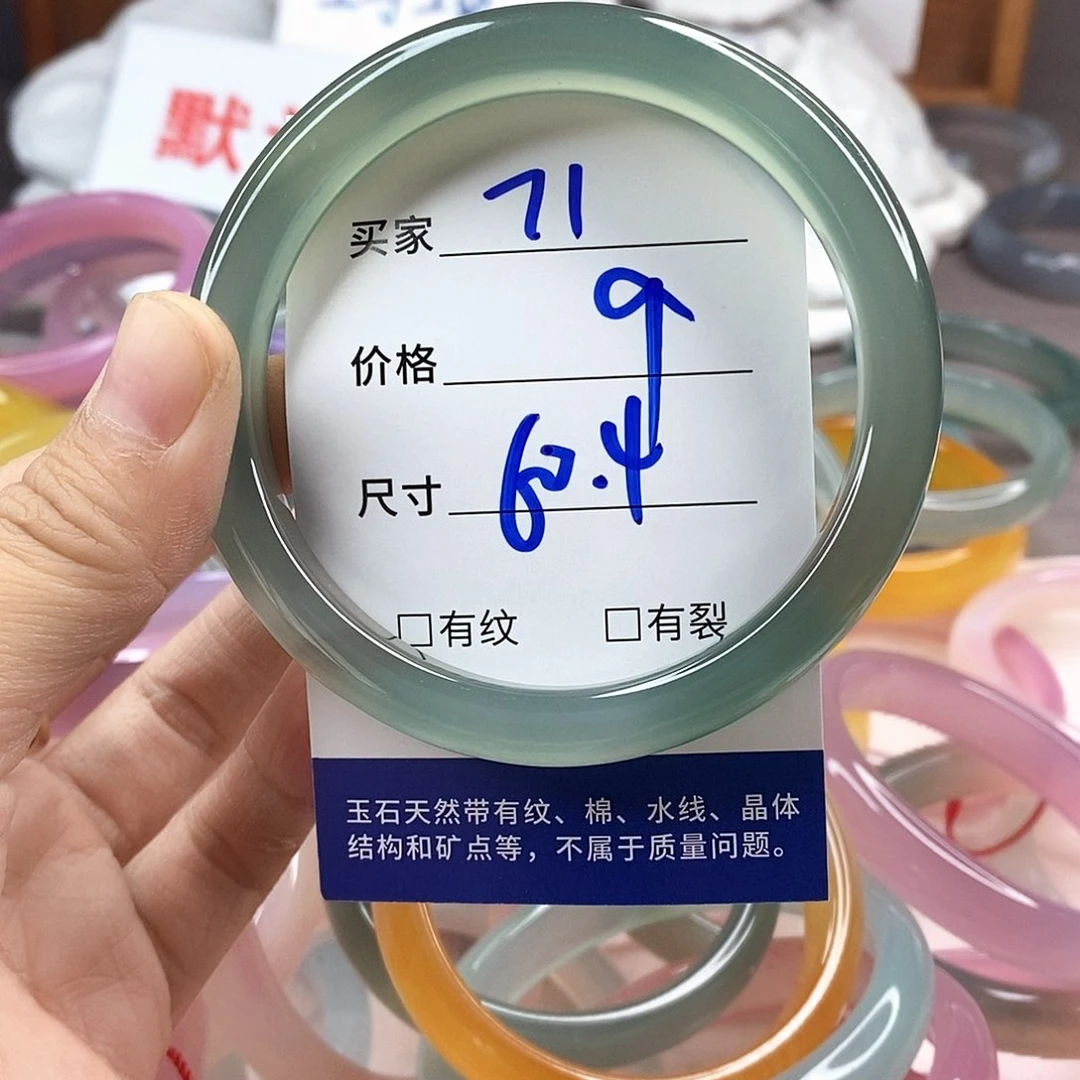 默
买家 71
价格
尺寸 60.4
□有纹 □有裂
玉石天然带有纹、棉、水线、晶体
结构和矿点等，不属于质量问题。